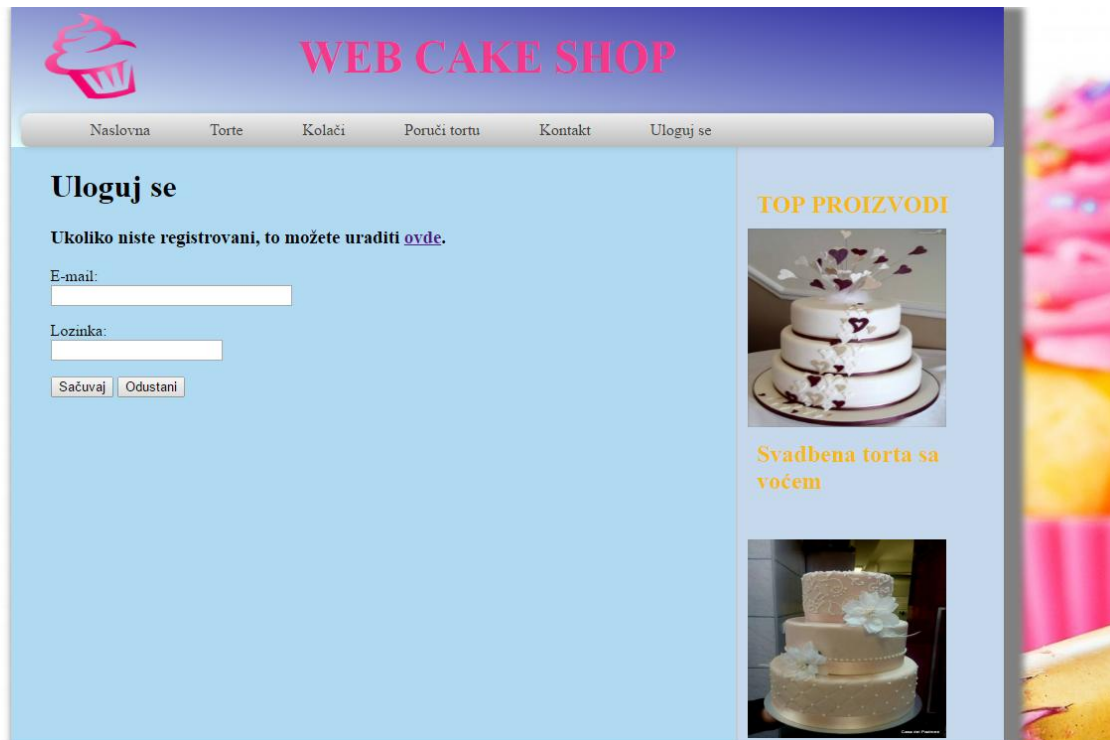 WEB CAKE SHOP
Naslovna Torte Kolači Poruči tortu Kontakt Uloguj se
Uloguj se
Ukoliko niste registrovani, to možete uraditi ovde.
E-mail:
Lozinka:
Sačuvaj Odustani
TOP PROIZVODI
Svadbena torta sa
voćem